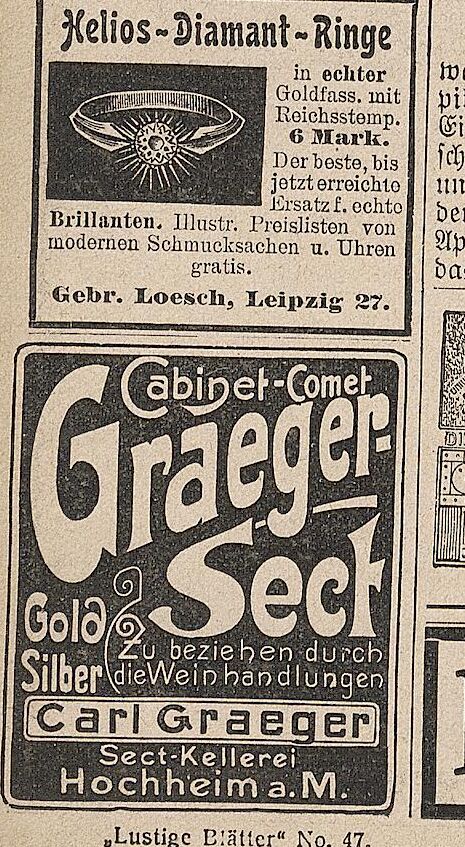 Helios-Diamant-Ringe
in echter
Goldfass. mit
Reichsstemp.
6 Mark.
Der beste, bis
jetzt erreichte
Ersatz f. echte
Brillanten. Illustr. Preislisten von
modernen Schmucksachen u. Uhren
gratis.
Gebr. Loesch, Leipzig 27.
Cabinet-Comet
Graeger-
Sect
Gold
Silber
Zu beziehen durch
die Weinhandlungen
Carl Graeger
Sect-Kellerei
Hochheim a. M.
„Lustige Blätter“ No. 47.